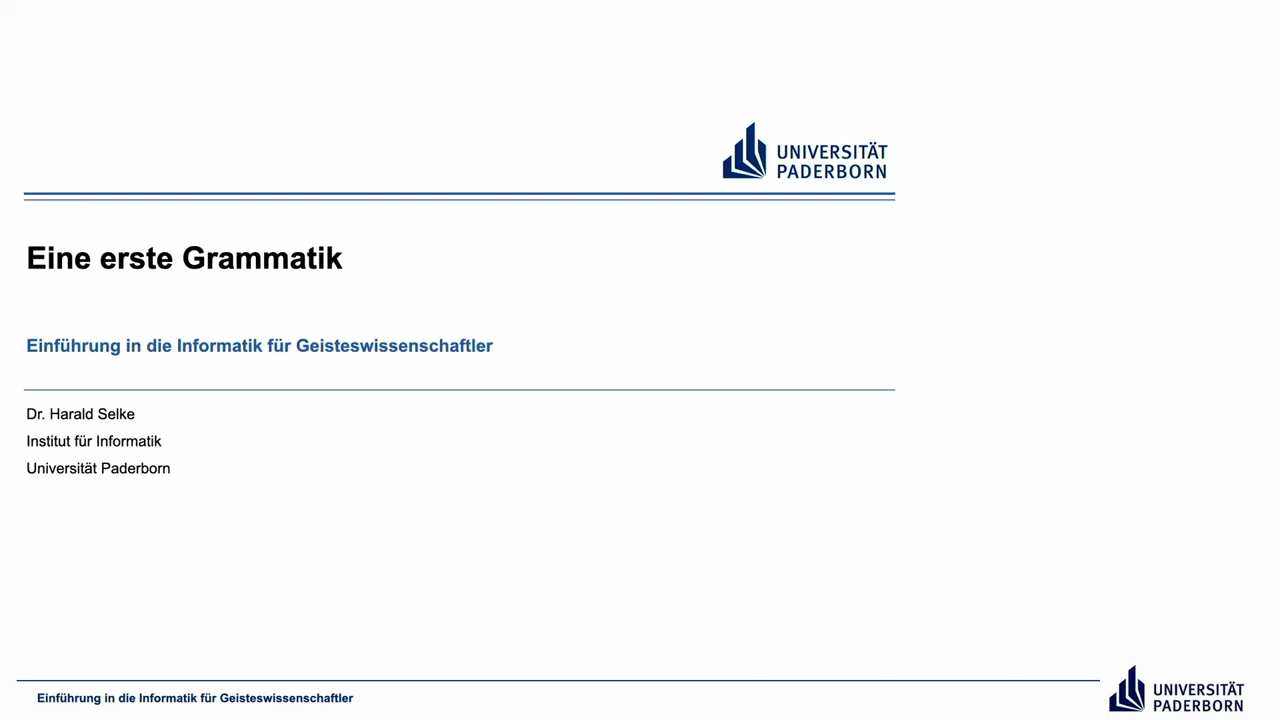 UNIVERSITÄT
PADERBORN
Eine erste Grammatik
Einführung in die Informatik für Geisteswissenschaftler
Dr. Harald Selke
Institut für Informatik
Universität Paderborn
Einführung in die Informatik für Geisteswissenschaftler
UNIVERSITÄT
PADERBORN